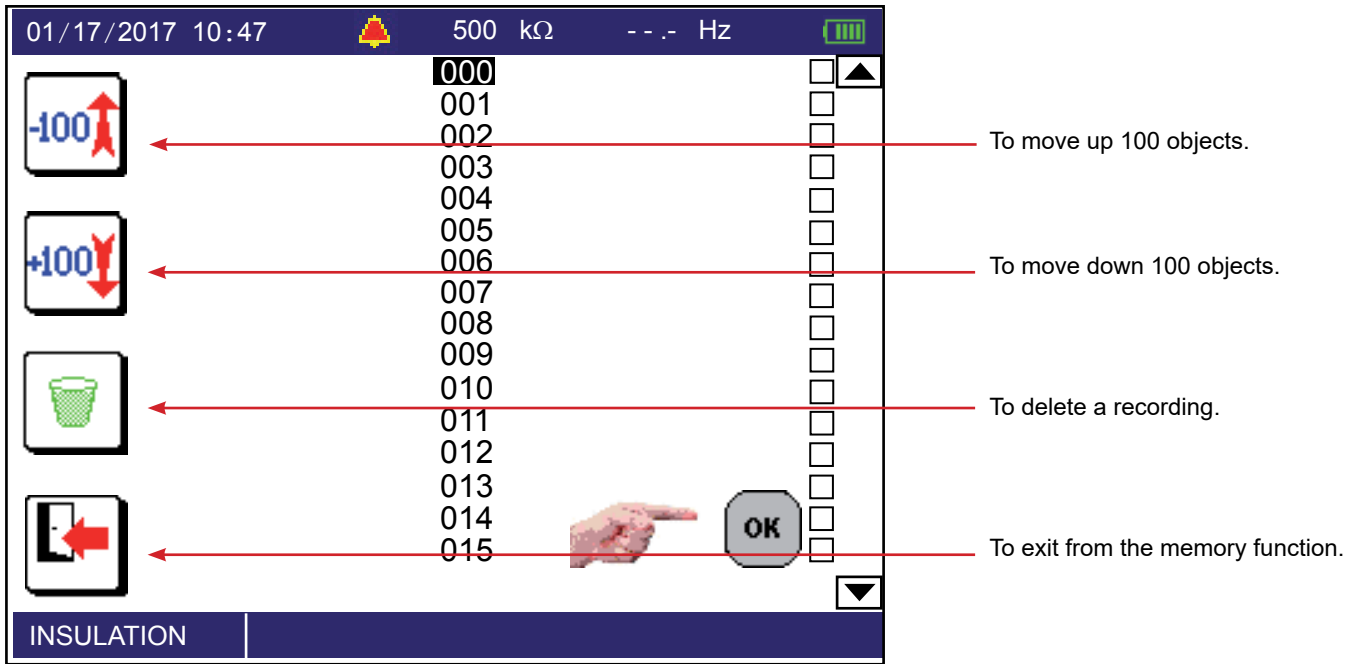 01/17/2017 10:47 500 kΩ - - .- Hz
000
-100
001
002
To move up 100 objects.
003
004
005
+100
006
To move down 100 objects.
007
008
009
010
To delete a recording.
011
012
013
014
OK
015
To exit from the memory function.
INSULATION